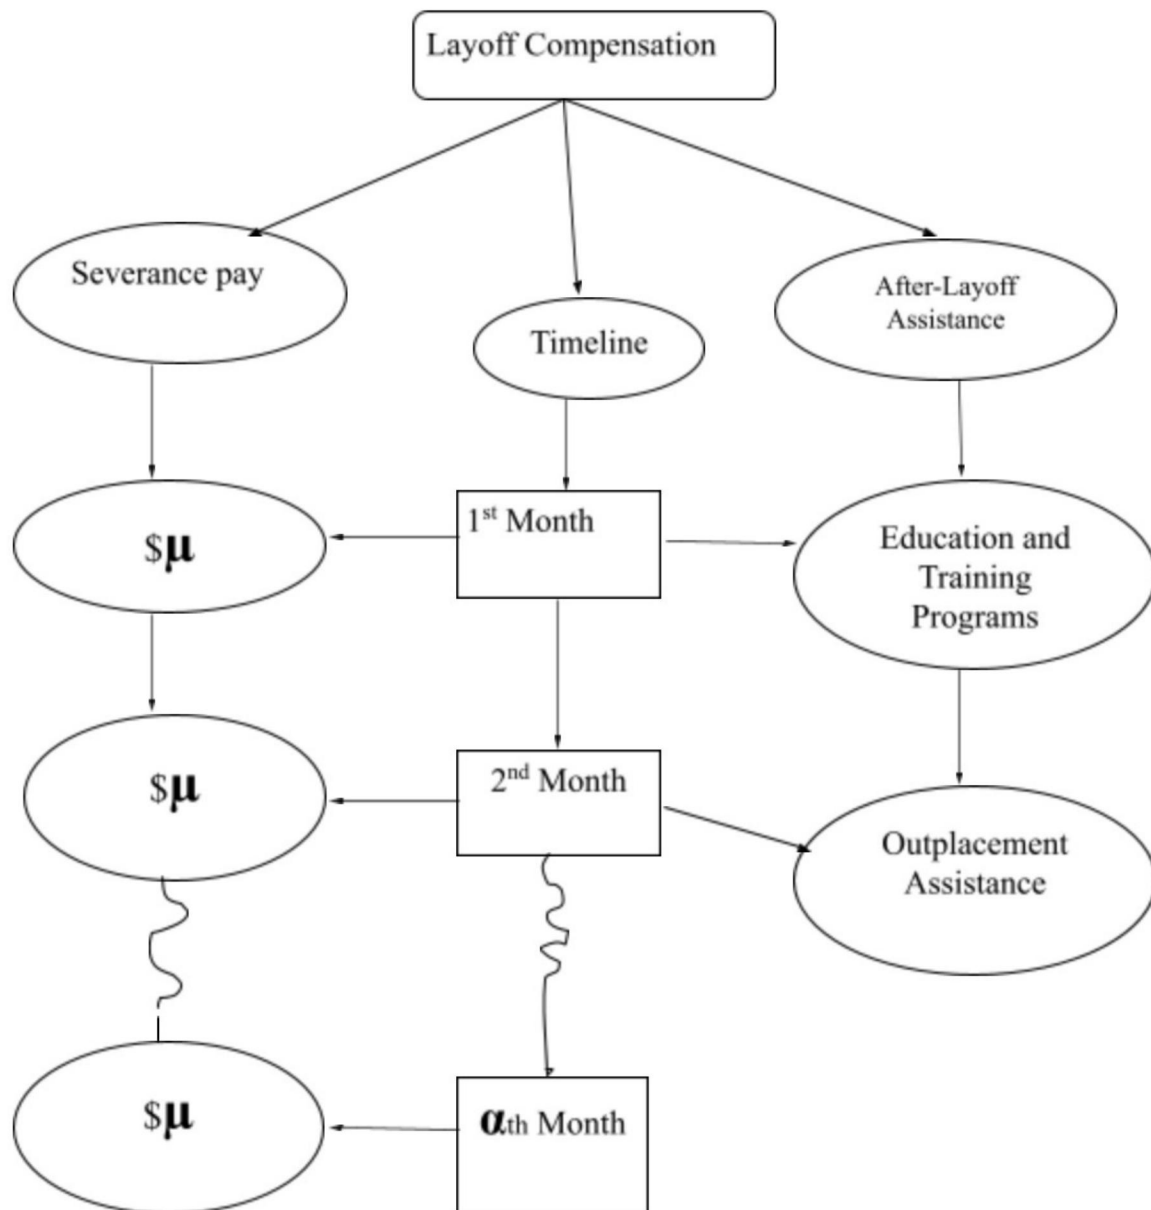 Layoff Compensation
Severance pay
Timeline
After-Layoff
Assistance
$μ
1st Month
Education and
Training
Programs
$μ
2nd Month
Outplacement
Assistance
$μ
αth Month